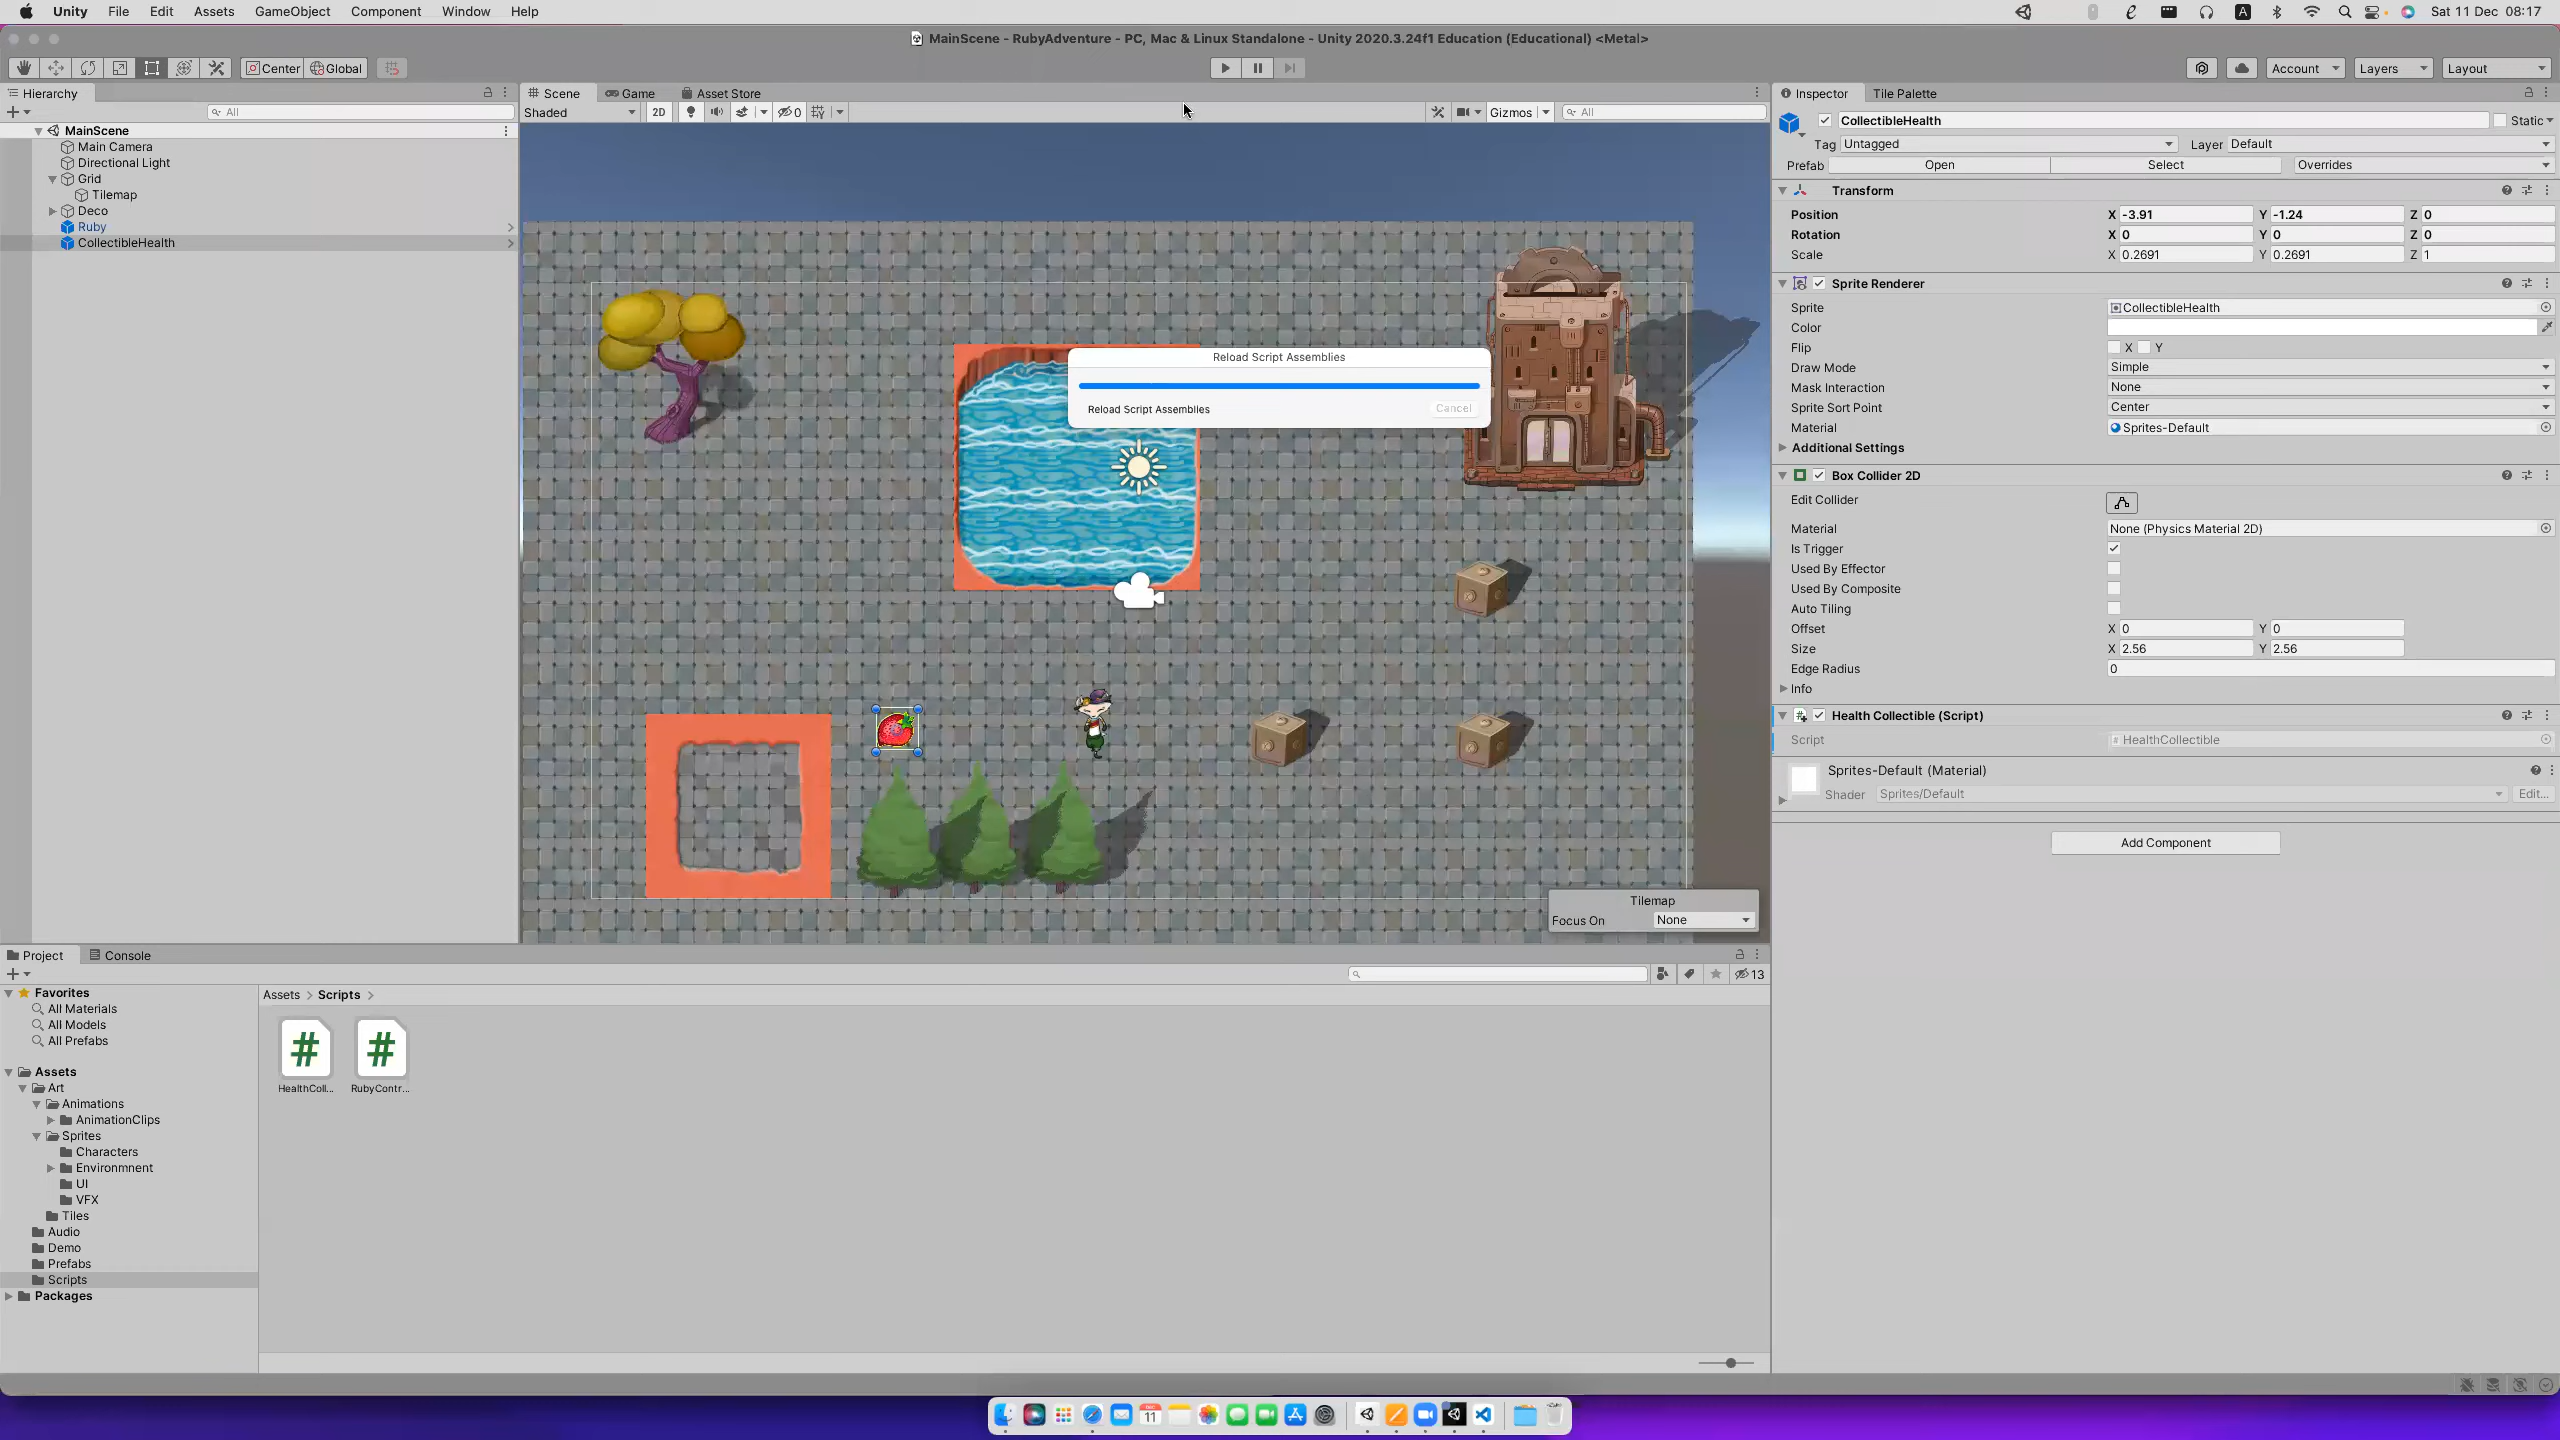 Unity File Edit Assets GameObject Component Window Help
Sat 11 Dec 08:17
MainScene - RubyAdventure - PC, Mac & Linux Standalone - Unity 2020.3.24f1 Education (Educational) <Metal>
Center Global
Account Layers Layout
Hierarchy
All
MainScene
Main Camera
Directional Light
Grid
Tilemap
Deco
Ruby
CollectibleHealth
Scene Game Asset Store
Shaded 2D 0 Gizmos All
Reload Script Assemblies
Reload Script Assemblies Cancel
Tilemap
Focus On None
Inspector Tile Palette
CollectibleHealth Static
Tag Untagged Layer Default
Prefab Open Select Overrides
Transform
Position X -3.91 Y -1.24 Z 0
Rotation X 0 Y 0 Z 0
Scale X 0.2691 Y 0.2691 Z 1
Sprite Renderer
Sprite CollectibleHealth
Color
Flip X Y
Draw Mode Simple
Mask Interaction None
Sprite Sort Point Center
Material Sprites-Default
Additional Settings
Box Collider 2D
Edit Collider
Material None (Physics Material 2D)
Is Trigger
Used By Effector
Used By Composite
Auto Tiling
Offset X 0 Y 0
Size X 2.56 Y 2.56
Edge Radius 0
Info
Health Collectible (Script)
Script HealthCollectible
Sprites-Default (Material)
Shader Sprites/Default Edit...
Add Component
Project Console
13
Favorites
All Materials
All Models
All Prefabs
Assets
Art
Animations
AnimationClips
Sprites
Characters
Environmnent
UI
VFX
Tiles
Audio
Demo
Prefabs
Scripts
Packages
Assets > Scripts >
HealthColl... RubyContr...
DEC
11